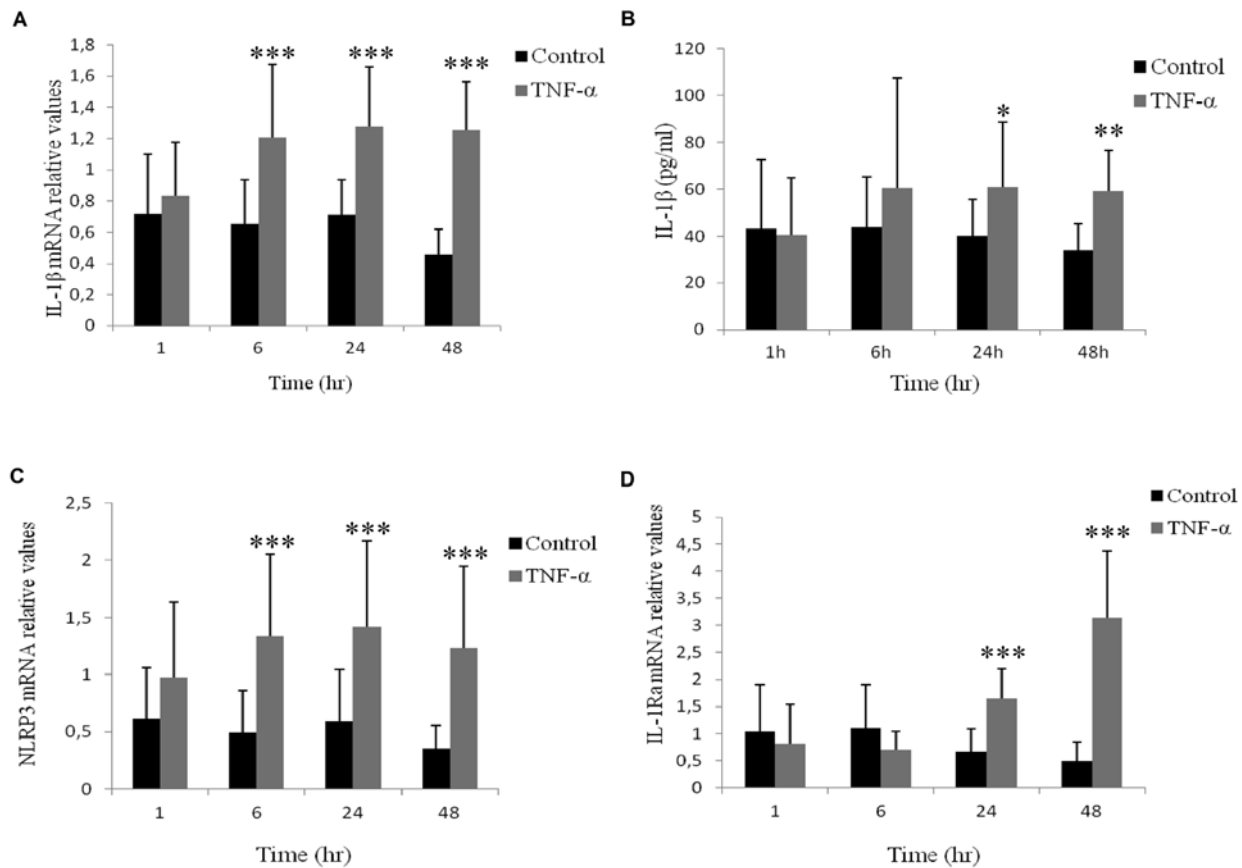 A
IL-1β mRNA relative values
1,8
1,6
1,4
1,2
1
0,8
0,6
0,4
0,2
0
***
***
***
Control
TNF-α
1 6 24 48
Time (hr)
B
IL-1β (pg/ml)
120
100
80
60
40
20
0
*
**
Control
TNF-α
1h 6h 24h 48h
Time (hr)
C
NLRP3 mRNA relative values
2,5
2
1,5
1
0,5
0
***
***
***
Control
TNF-α
1 6 24 48
Time (hr)
D
IL-1Ra mRNA relative values
5
4,5
4
3,5
3
2,5
2
1,5
1
0,5
0
***
***
Control
TNF-α
1 6 24 48
Time (hr)